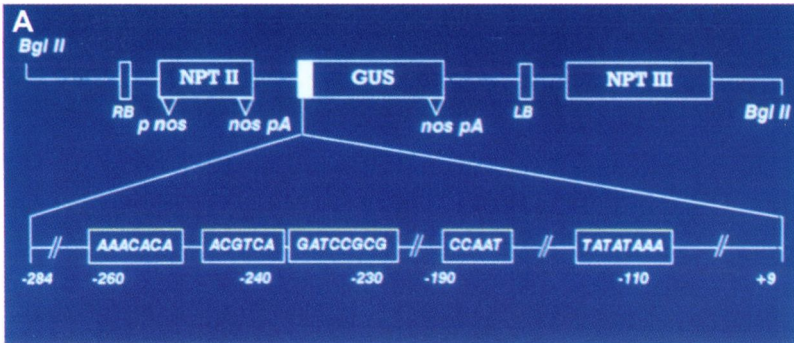 A
Bgl II
NPT II
GUS
NPT III
RB
LB
Bgl II
p nos
nos pA
nos pA
AAACACA
ACGTCA
GATCCGCG
CCAAT
TATATAAA
-284
-260
-240
-230
-190
-110
+9